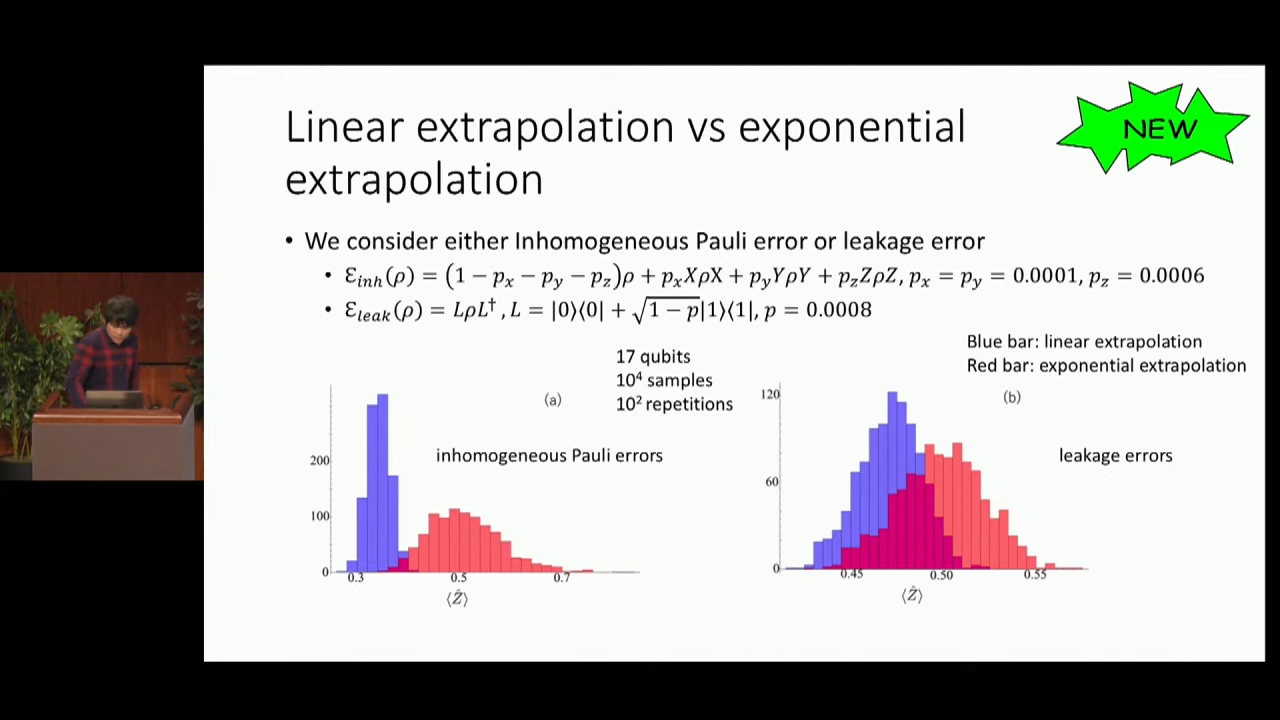 Linear extrapolation vs exponential
extrapolation
NEW
• We consider either Inhomogeneous Pauli error or leakage error
• Ɛ_inh(ρ) = (1 − p_x − p_y − p_z)ρ + p_xXρX + p_yYρY + p_zZρZ, p_x = p_y = 0.0001, p_z = 0.0006
• Ɛ_leak(ρ) = LρL†, L = |0⟩⟨0| + √(1 − p)|1⟩⟨1|, p = 0.0008
Blue bar: linear extrapolation
Red bar: exponential extrapolation
17 qubits
10⁴ samples
10² repetitions
(a)
inhomogeneous Pauli errors
200
100
0
0.3 0.5 0.7
⟨Ẑ⟩
(b)
leakage errors
120
60
0
0.45 0.50 0.55
⟨Ẑ⟩